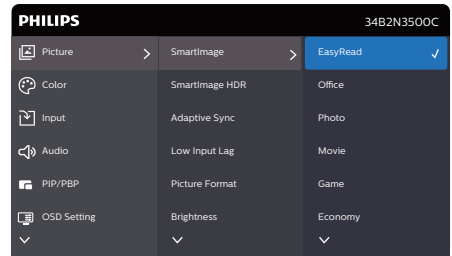 PHILIPS 34B2N3500C
Picture SmartImage EasyRead
Color SmartImage HDR Office
Input Adaptive Sync Photo
Audio Low Input Lag Movie
PIP/PBP Picture Format Game
OSD Setting Brightness Economy